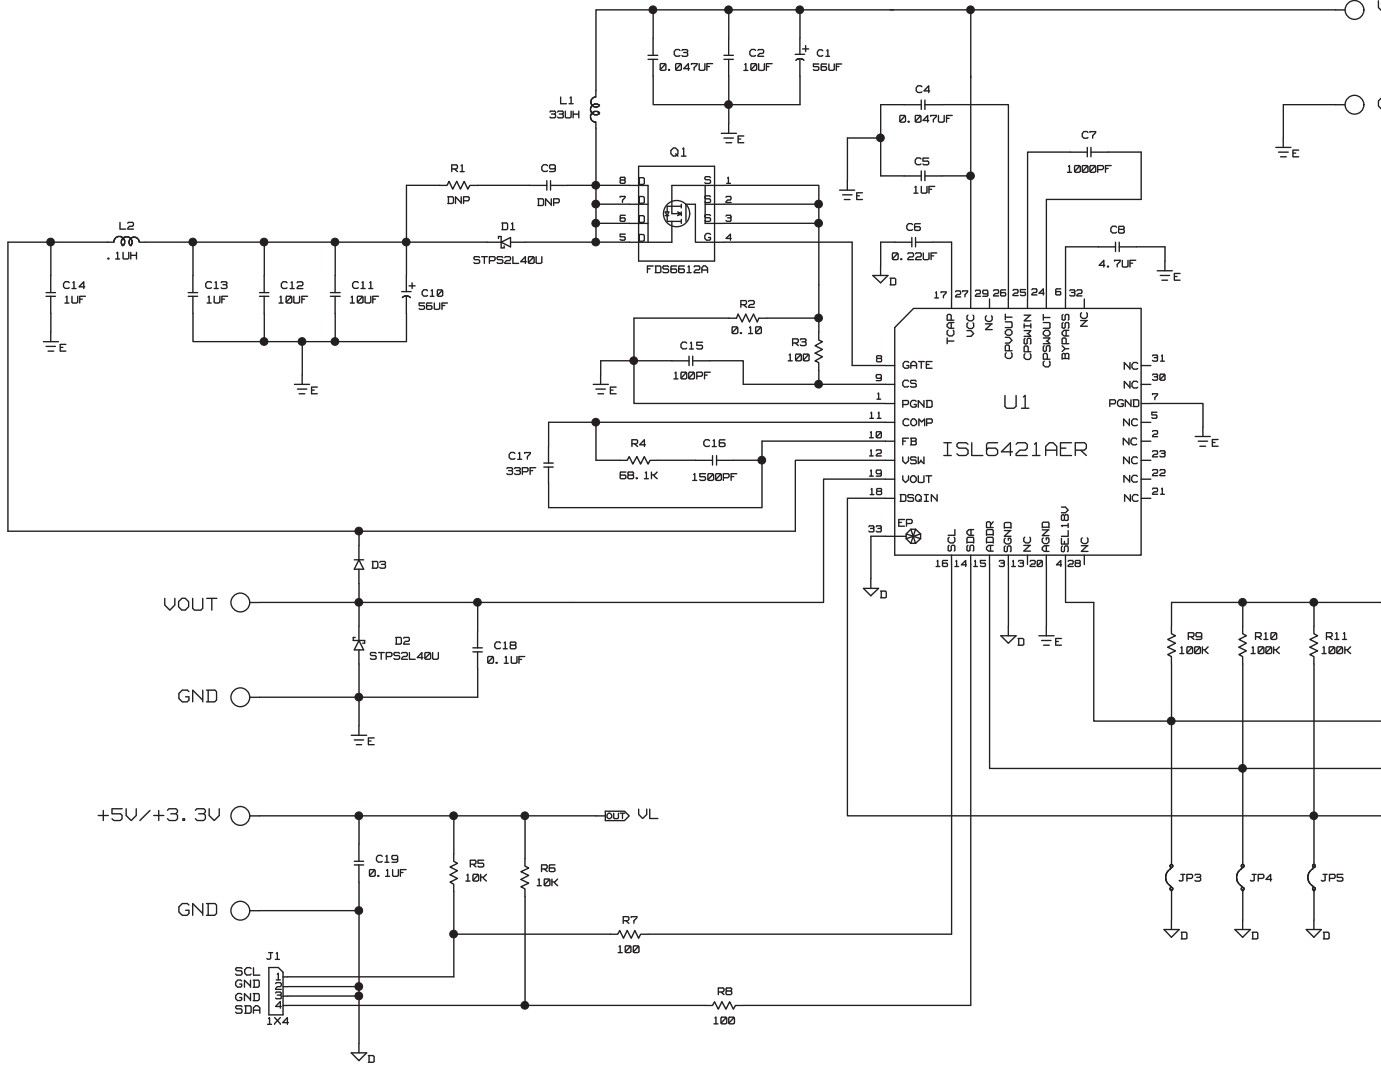 C3
0.047UF
C2
10UF
C1
56UF
+
E
L1
33UH
C4
0.047UF
C5
1UF
E
C7
1000PF
E
R1
DNP
C9
DNP
Q1
8 D S 1
7 D S 2
6 D S 3
5 D G 4
FDS6612A
L2
.1UH
D1
STPS2L40U
C6
0.22UF
D
C8
4.7UF
E
C14
1UF
E
C13
1UF
C12
10UF
C11
10UF
C10
56UF
+
E
R2
0.10
R3
100
C15
100PF
E
17 27 29 26 25 24 6 32
TCAP
VCC
NC
CPVOUT
CPSWIN
CPSWOUT
BYPASS
NC
8 GATE
9 CS
1 PGND
11 COMP
10 FB
12 VSW
19 VOUT
18 DSQIN
33 EP
D
U1
ISL6421AER
NC 31
NC 30
PGND 7
NC 5
NC 2
NC 23
NC 22
NC 21
E
SCL
SDA
ADDR
SGND
NC
AGND
SEL18V
NC
16 14 15 3 13 20 4 28
D
E
C17
33PF
R4
68.1K
C16
1500PF
D3
VOUT
D2
STPS2L40U
C18
0.1UF
GND
E
R9
100K
R10
100K
R11
100K
+5V/+3.3V
OUT VL
C19
0.1UF
R5
10K
R6
10K
JP3
JP4
JP5
D
D
D
GND
R7
100
J1
SCL 1
GND 2
GND 3
SDA 4
1X4
R8
100
D